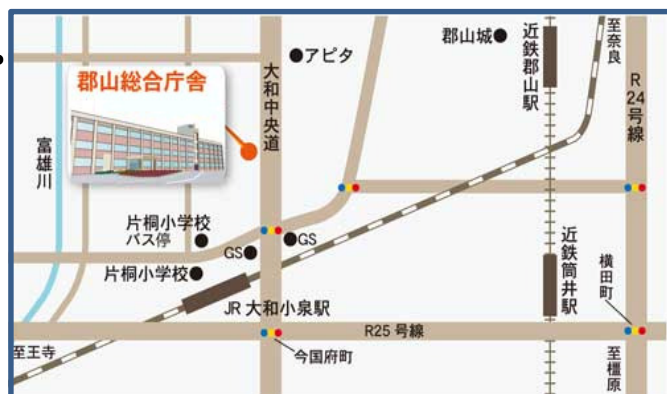 郡山総合庁舎
富雄川
大和中央道
アピタ
郡山城
近鉄郡山駅
至奈良
R24号線
片桐小学校
バス停
GS
GS
片桐小学校
JR 大和小泉駅
近鉄筒井駅
横田町
R25 号線
至王寺
今国府町
至橿原